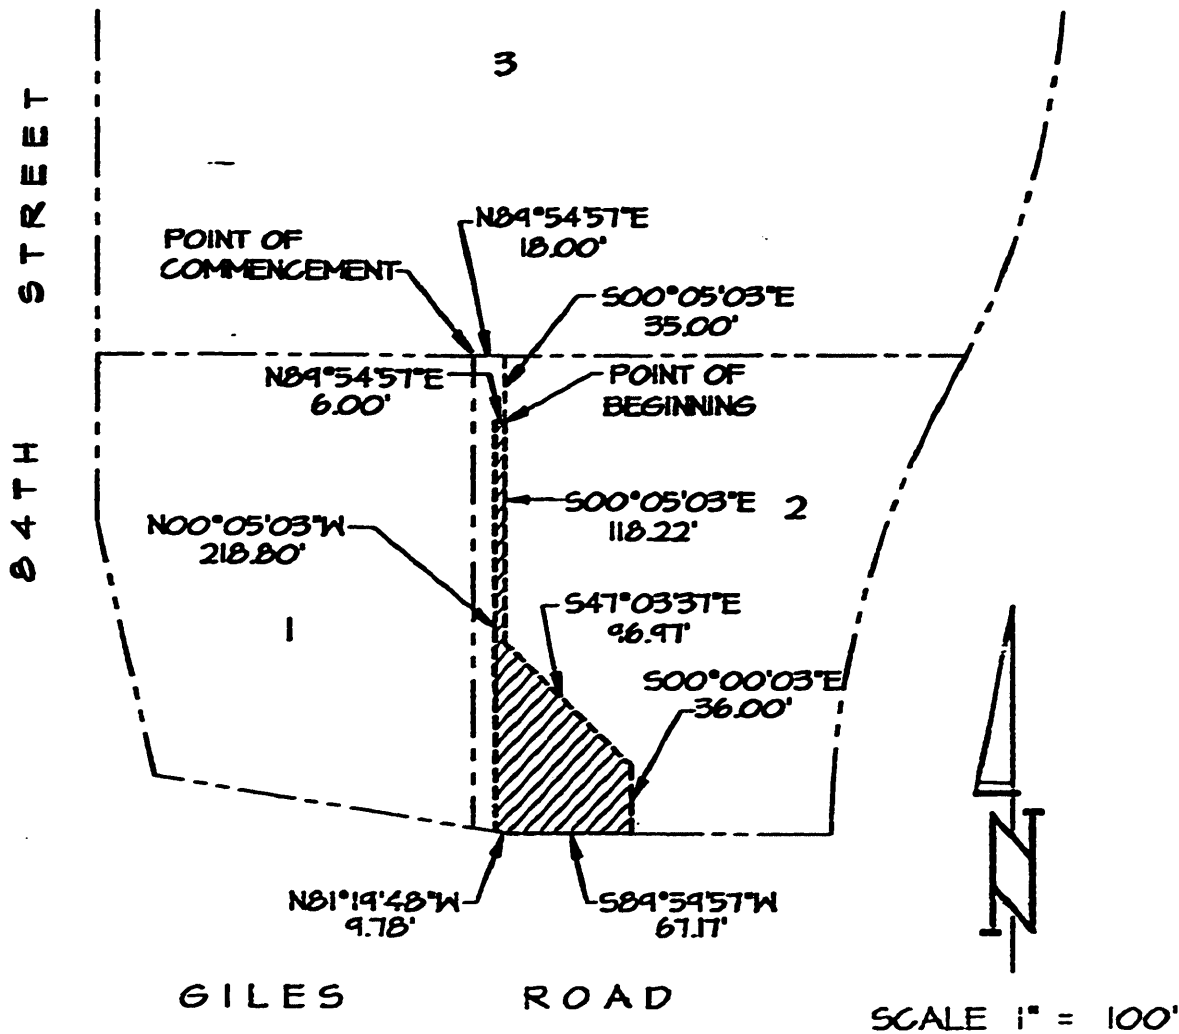 3
84TH STREET
N89°54'57"E
18.00'
POINT OF
COMMENCEMENT
S00°05'03"E
35.00'
N89°54'57"E
6.00'
POINT OF
BEGINNING
S00°05'03"E
118.22'
2
N00°05'03"W
218.80'
1
S47°03'37"E
96.97'
S00°00'03"E
36.00'
N81°19'48"W
9.78'
S89°59'57"W
67.17'
GILES ROAD
N
SCALE 1" = 100'